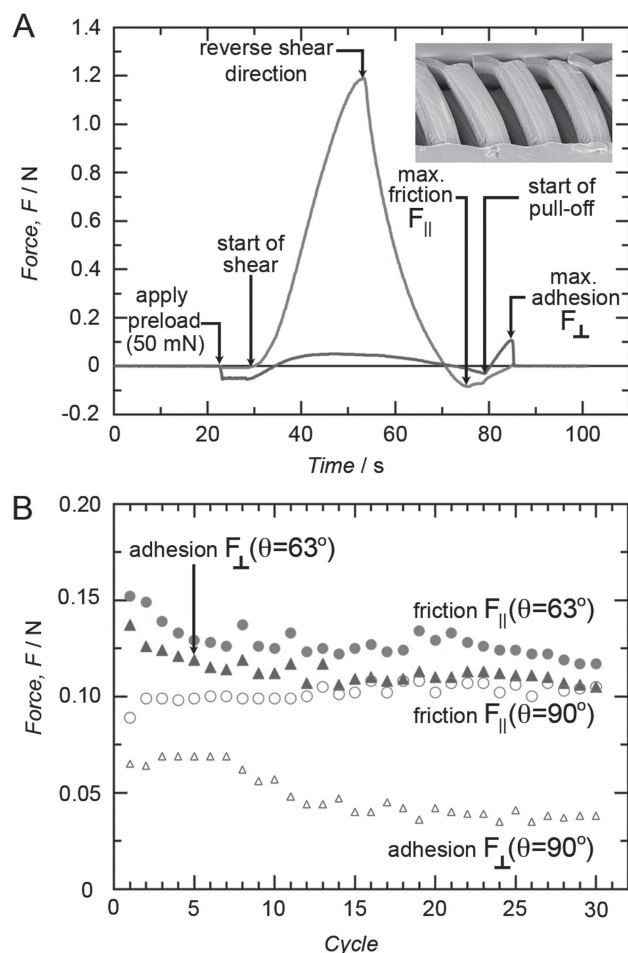 A
1.4
1.2
1.0
0.8
0.6
0.4
0.2
0
-0.2
Force, F / N
reverse shear
direction
start of
shear
apply
preload
(50 mN)
max.
friction
F||
start of
pull-off
max.
adhesion
F⊥
0 20 40 60 80 100
Time / s
B
0.20
0.15
0.10
0.05
0
Force, F / N
adhesion F⊥(θ=63°)
friction F||(θ=63°)
friction F||(θ=90°)
adhesion F⊥(θ=90°)
0 5 10 15 20 25 30
Cycle